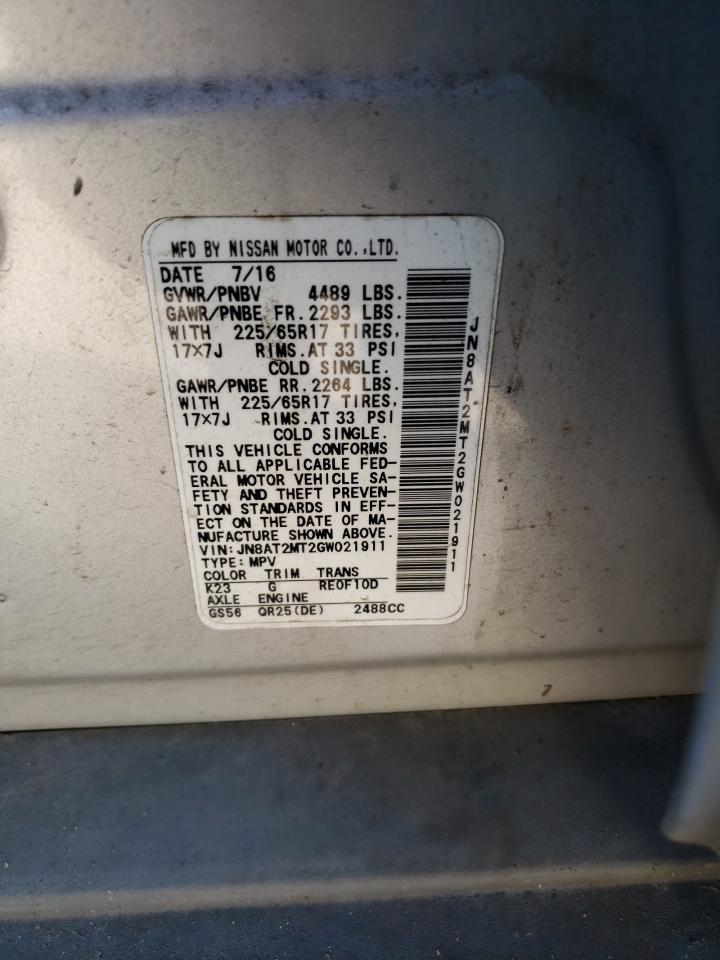 MFD BY NISSAN MOTOR CO.,LTD.
DATE 7/16
GVWR/PNBV 4489 LBS.
GAWR/PNBE FR. 2293 LBS.
WITH 225/65R17 TIRES,
17×7J RIMS.AT 33 PSI
COLD SINGLE.
GAWR/PNBE RR. 2264 LBS.
WITH 225/65R17 TIRES,
17×7J RIMS.AT 33 PSI
COLD SINGLE.
THIS VEHICLE CONFORMS
TO ALL APPLICABLE FED-
ERAL MOTOR VEHICLE SA-
FETY AND THEFT PREVEN-
TION STANDARDS IN EFF-
ECT ON THE DATE OF MA-
NUFACTURE SHOWN ABOVE.
VIN:JN8AT2MT2GW021911
TYPE:MPV
COLOR TRIM TRANS
K23 G RE0F10D
AXLE ENGINE
GS56 QR25(DE) 2488CC
JN8AT2MT2GW021911